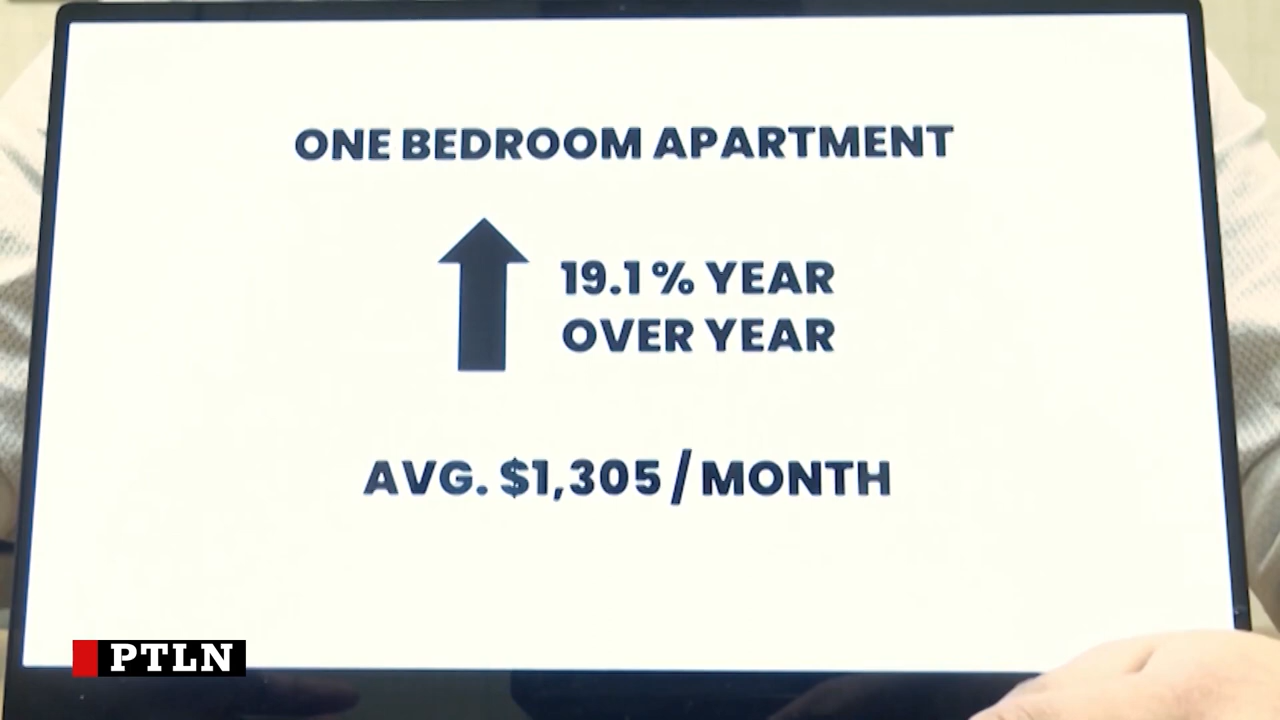 ONE BEDROOM APARTMENT
19.1% YEAR
OVER YEAR
AVG. $1,305/MONTH
PTLN